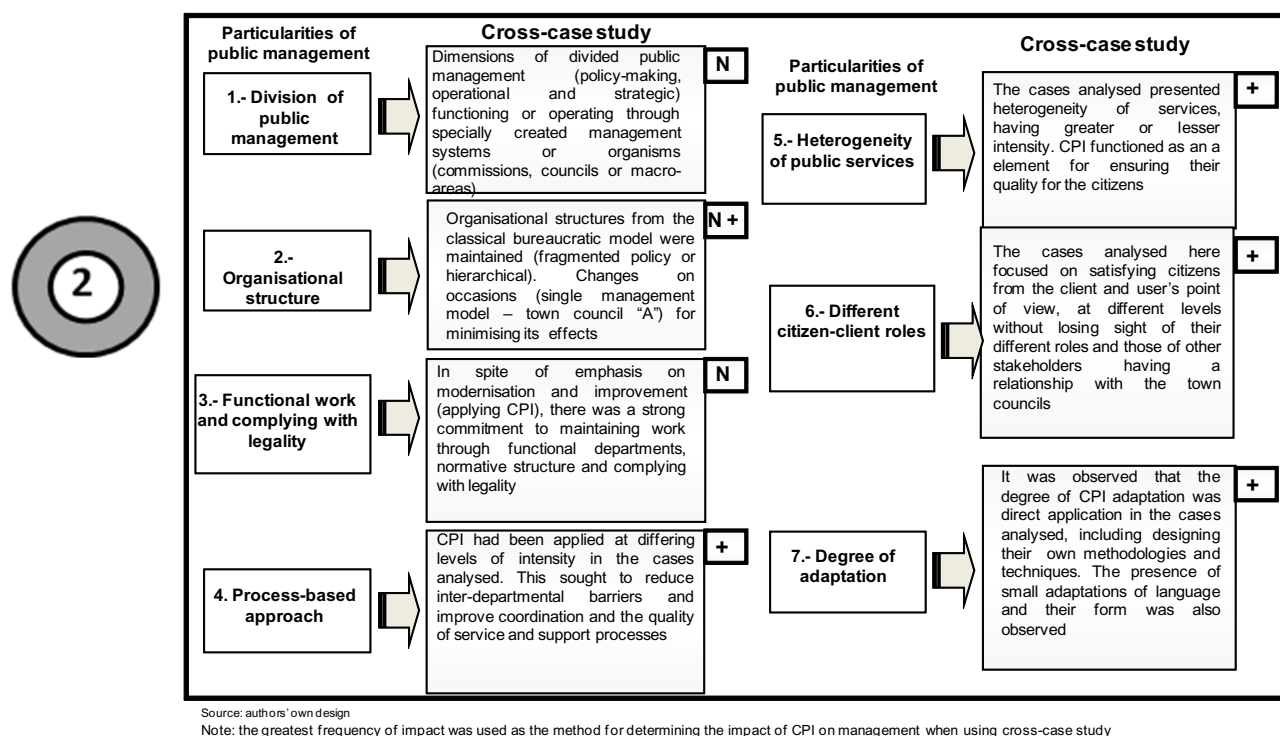 2
Particularities of
public management
Cross-case study
1.- Division of
public
management
Dimensions of divided public
management (policy-making,
operational and strategic)
functioning or operating through
specially created management
systems or organisms
(commissions, councils or macro-
areas)
N
2.-
Organisational
structure
Organisational structures from the
classical bureaucratic model were
maintained (fragmented policy or
hierarchical). Changes on
occasions (single management
model – town council “A”) for
minimising its effects
N +
3.- Functional work
and complying with
legality
In spite of emphasis on
modernisation and improvement
(applying CPI), there was a strong
commitment to maintaining work
through functional departments,
normative structure and complying
with legality
N
4. Process-based
approach
CPI had been applied at differing
levels of intensity in the cases
analysed. This sought to reduce
inter-departmental barriers and
improve coordination and the quality
of service and support processes
+
Particularities of
public management
Cross-case study
5.- Heterogeneity
of public services
The cases analysed presented
heterogeneity of services,
having greater or lesser
intensity. CPI functioned as an a
element for ensuring their
quality for the citizens
+
6.- Different
citizen-client roles
The cases analysed here
focused on satisfying citizens
from the client and user’s point
of view, at different levels
without losing sight of their
different roles and those of other
stakeholders having a
relationship with the town
councils
+
7.- Degree of
adaptation
It was observed that the
degree of CPI adaptation was
direct application in the cases
analysed, including designing
their own methodologies and
techniques. The presence of
small adaptations of language
and their form was also
observed
+
Source: authors’ own design
Note: the greatest frequency of impact was used as the method for determining the impact of CPI on management when using cross-case study